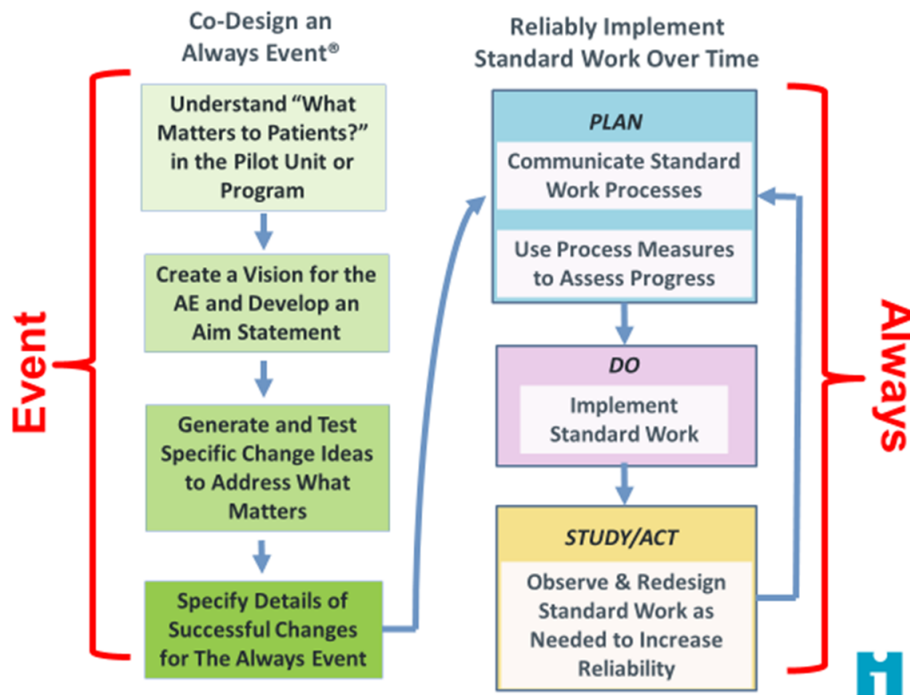 Co-Design an
Always Event®
Understand “What
Matters to Patients?”
in the Pilot Unit or
Program
Create a Vision for the
AE and Develop an
Aim Statement
Generate and Test
Specific Change Ideas
to Address What
Matters
Specify Details of
Successful Changes
for The Always Event
Event
Reliably Implement
Standard Work Over Time
PLAN
Communicate Standard
Work Processes
Use Process Measures
to Assess Progress
DO
Implement
Standard Work
STUDY/ACT
Observe & Redesign
Standard Work as
Needed to Increase
Reliability
Always